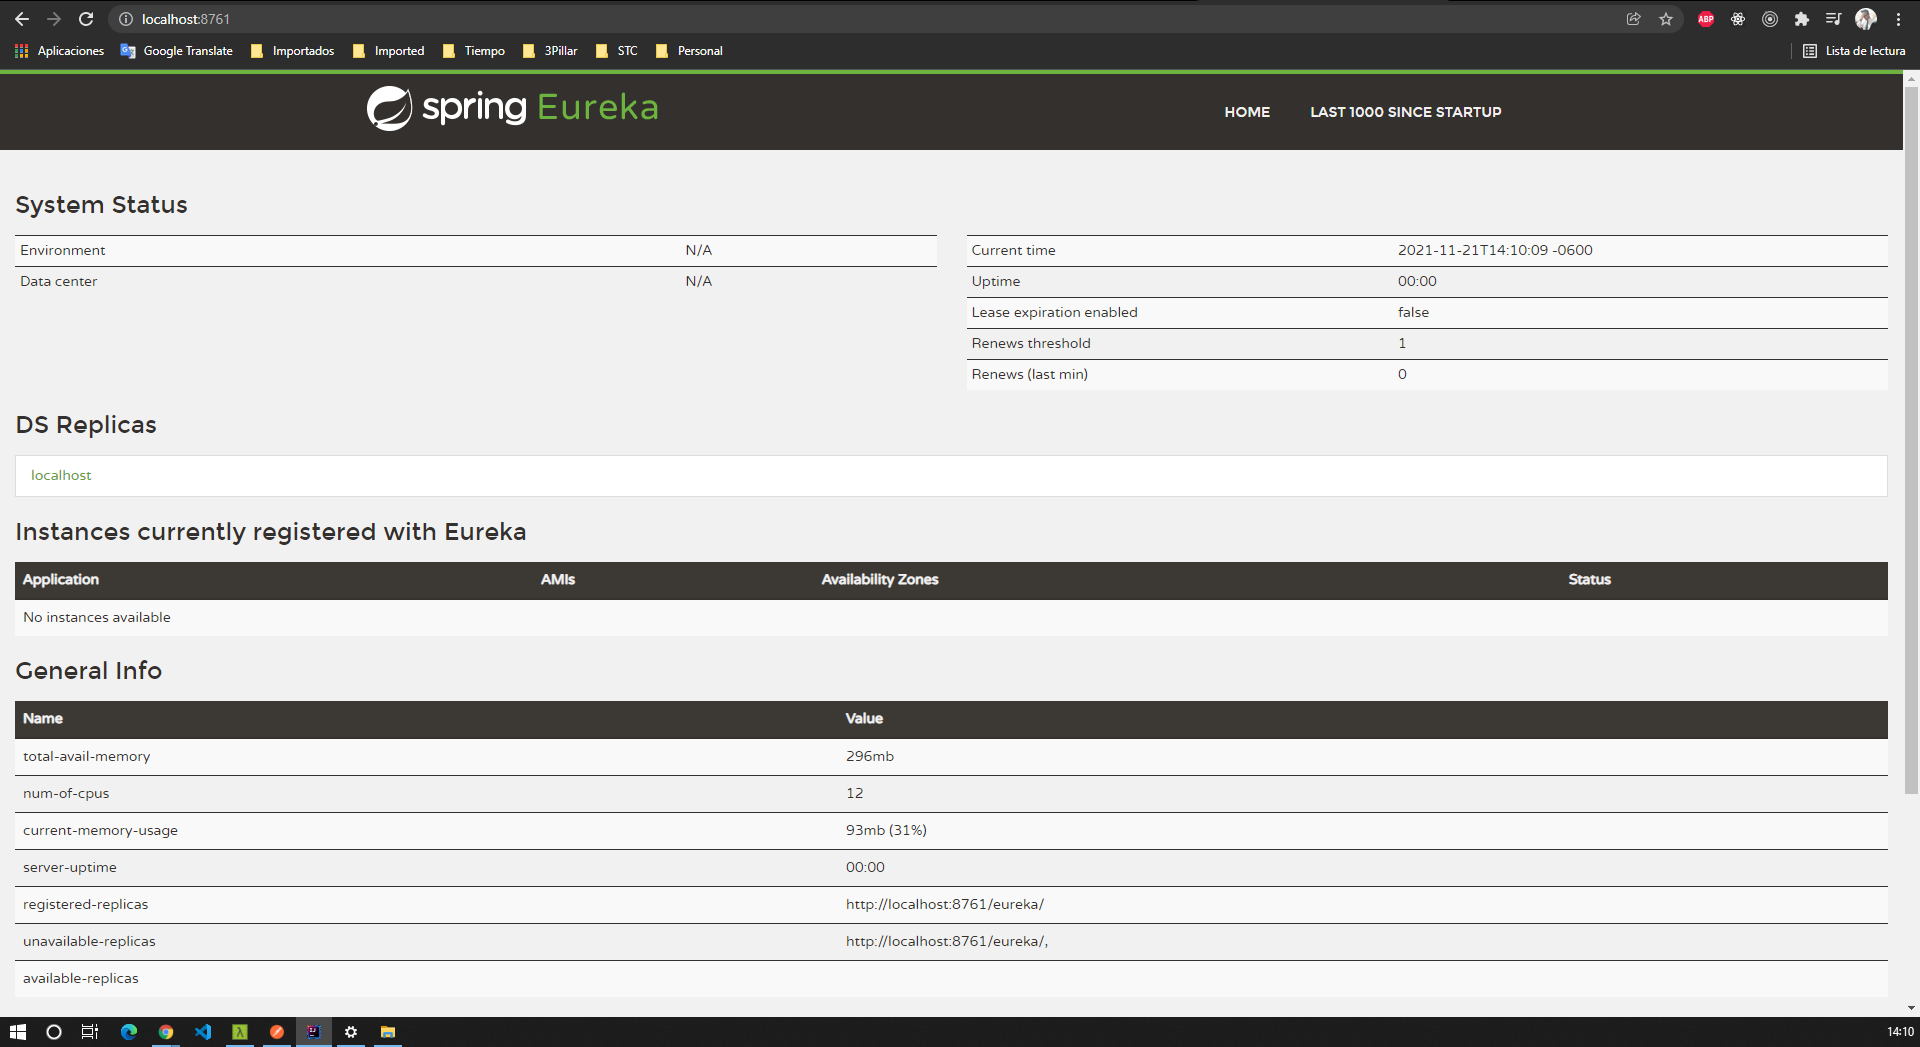 localhost:8761
ABP
Aplicaciones Google Translate Importados Imported Tiempo 3Pillar STC Personal Lista de lectura
spring Eureka HOME LAST 1000 SINCE STARTUP
System Status
Environment N/A
Data center N/A
Current time 2021-11-21T14:10:09 -0600
Uptime 00:00
Lease expiration enabled false
Renews threshold 1
Renews (last min) 0
DS Replicas
localhost
Instances currently registered with Eureka
Application AMIs Availability Zones Status
No instances available
General Info
Name Value
total-avail-memory 296mb
num-of-cpus 12
current-memory-usage 93mb (31%)
server-uptime 00:00
registered-replicas http://localhost:8761/eureka/
unavailable-replicas http://localhost:8761/eureka/,
available-replicas
14:10